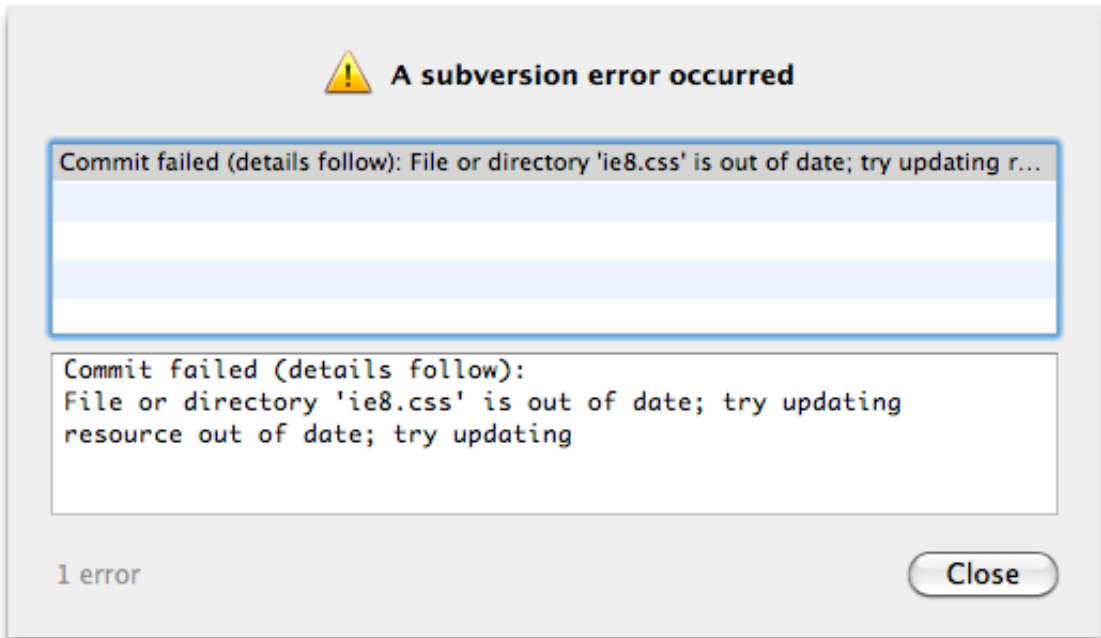 A subversion error occurred
Commit failed (details follow): File or directory 'ie8.css' is out of date; try updating r...
Commit failed (details follow):
File or directory 'ie8.css' is out of date; try updating
resource out of date; try updating
1 error
Close